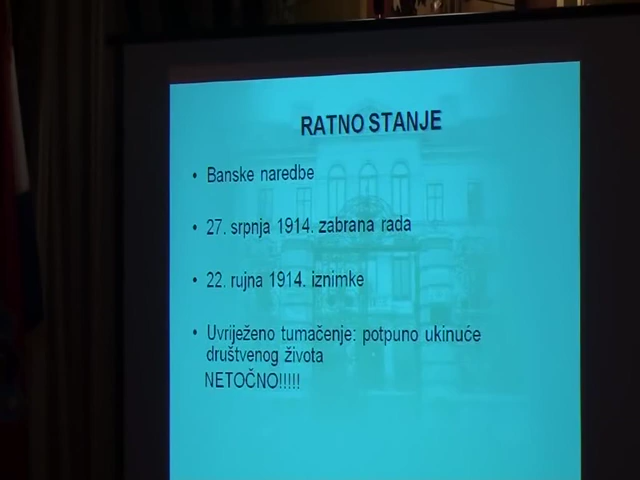 RATNO STANJE
• Banske naredbe
• 27. srpnja 1914. zabrana rada
• 22. rujna 1914. iznimke
• Uvriježeno tumačenje: potpuno ukinuće
društvenog života
NETOČNO!!!!!